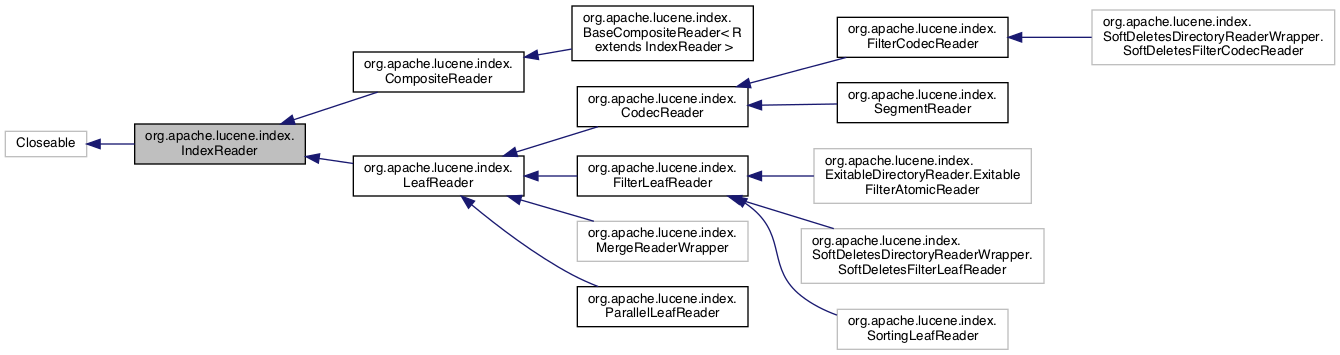 Closeable
org.apache.lucene.index.
IndexReader
org.apache.lucene.index.
CompositeReader
org.apache.lucene.index.
BaseCompositeReader< R
extends IndexReader >
org.apache.lucene.index.
LeafReader
org.apache.lucene.index.
CodecReader
org.apache.lucene.index.
FilterCodecReader
org.apache.lucene.index.
SoftDeletesDirectoryReaderWrapper.
SoftDeletesFilterCodecReader
org.apache.lucene.index.
SegmentReader
org.apache.lucene.index.
FilterLeafReader
org.apache.lucene.index.
ExitableDirectoryReader.Exitable
FilterAtomicReader
org.apache.lucene.index.
SoftDeletesDirectoryReaderWrapper.
SoftDeletesFilterLeafReader
org.apache.lucene.index.
SortingLeafReader
org.apache.lucene.index.
MergeReaderWrapper
org.apache.lucene.index.
ParallelLeafReader